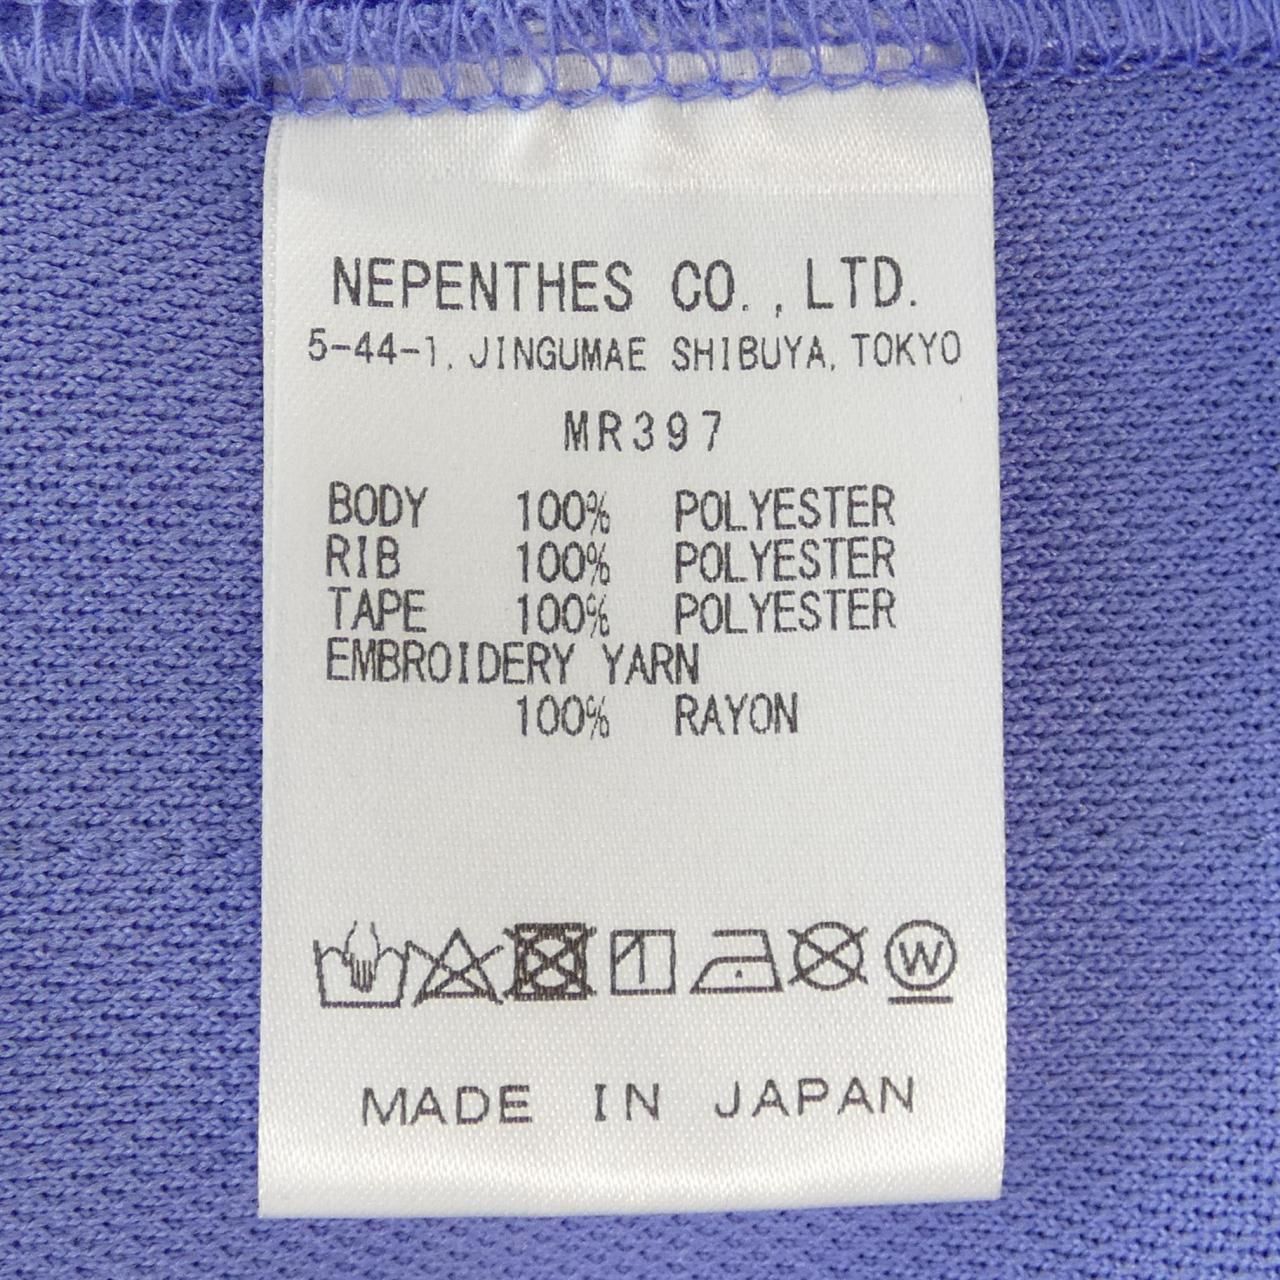 NEPENTHES CO., LTD.
5-44-1, JINGUMAE SHIBUYA, TOKYO
MR397
BODY 100% POLYESTER
RIB 100% POLYESTER
TAPE 100% POLYESTER
EMBROIDERY YARN
100% RAYON
W
MADE IN JAPAN